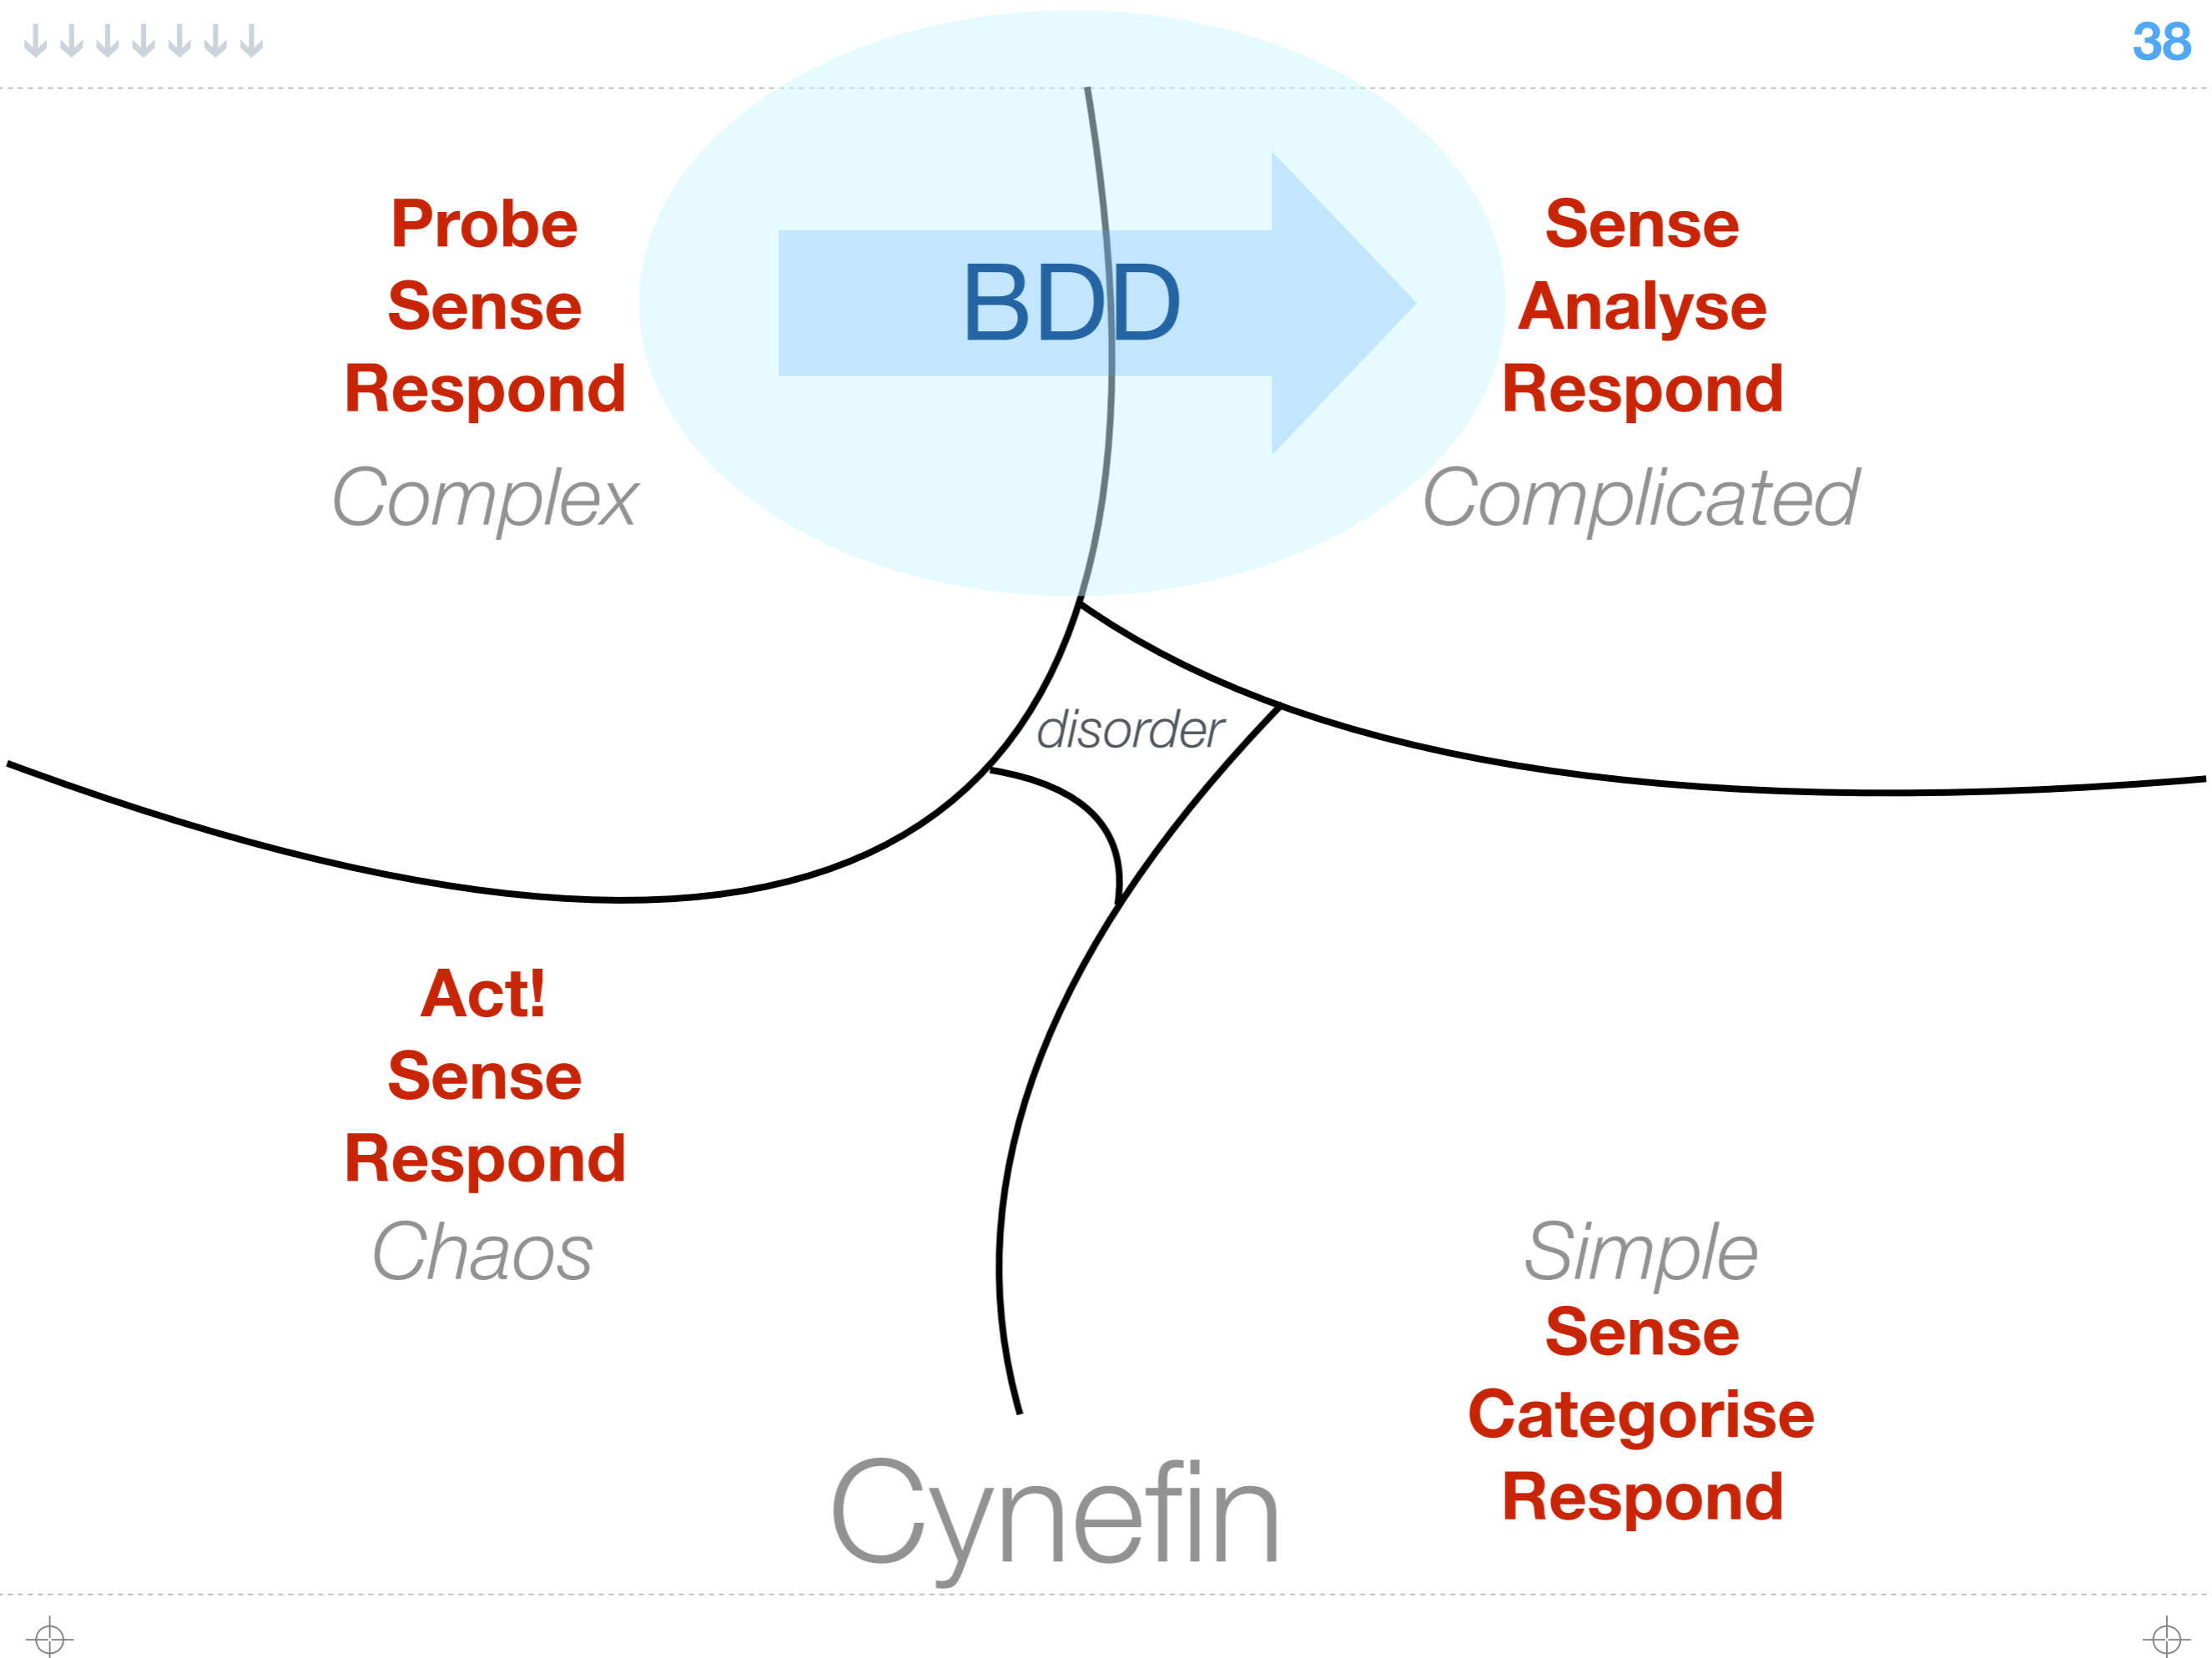 38
Probe
Sense
Respond
Complex
BDD
Sense
Analyse
Respond
Complicated
disorder
Act!
Sense
Respond
Chaos
Simple
Sense
Categorise
Respond
Cynefin